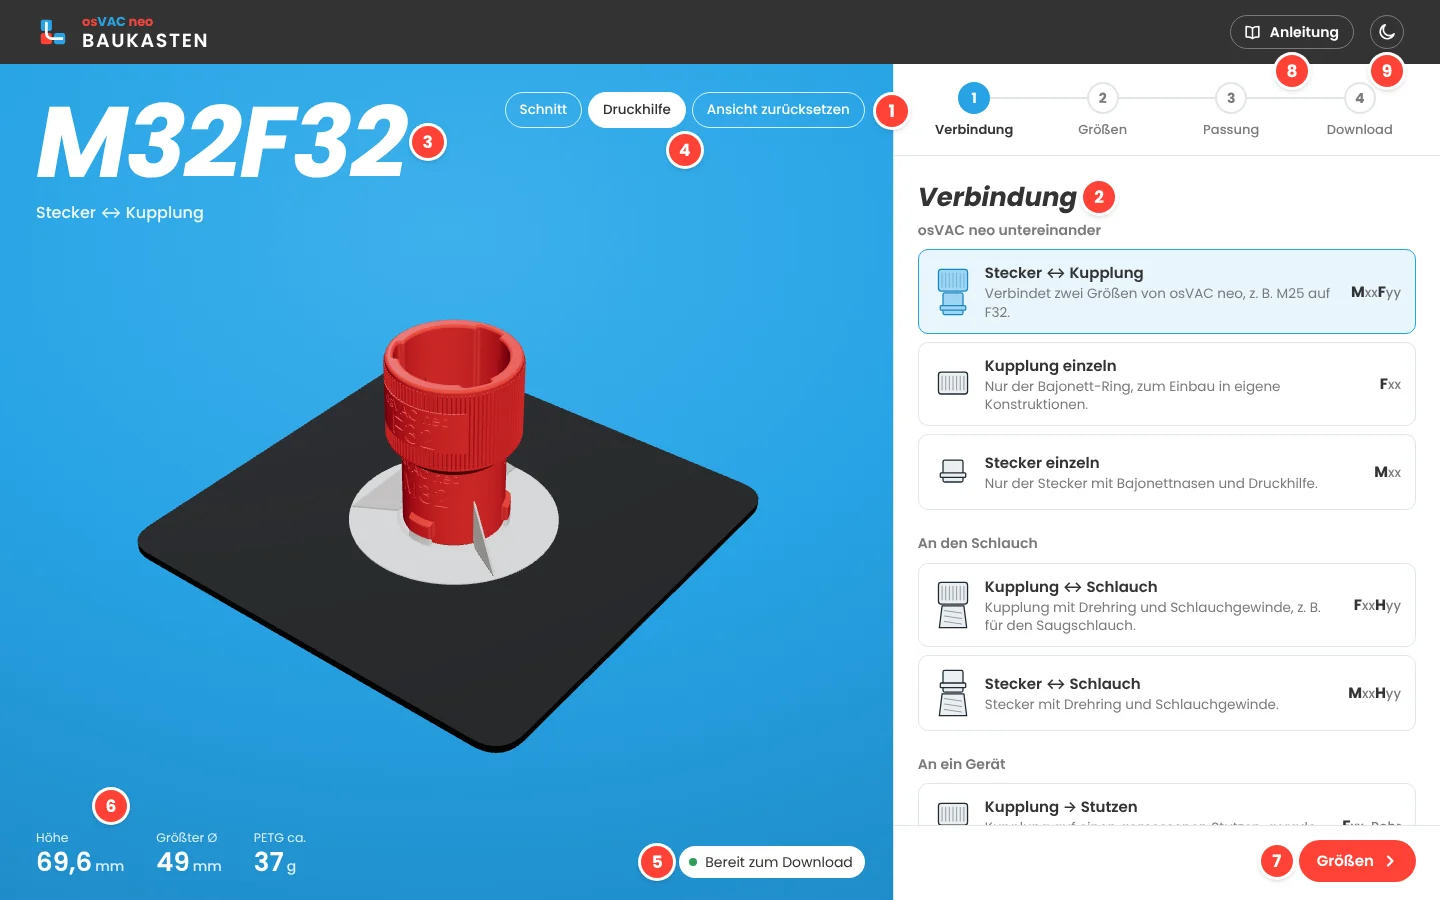 osVAC neo
BAUKASTEN
Anleitung
8
9
M32F32
3
Stecker ↔ Kupplung
Schnitt
Druckhilfe
Ansicht zurücksetzen
4
1
1
2
3
4
Verbindung
Größen
Passung
Download
Verbindung
2
osVAC neo untereinander
Stecker ↔ Kupplung
Verbindet zwei Größen von osVAC neo, z. B. M25 auf
F32.
MxxFyy
Kupplung einzeln
Nur der Bajonett-Ring, zum Einbau in eigene
Konstruktionen.
Fxx
Stecker einzeln
Nur der Stecker mit Bajonettnasen und Druckhilfe.
Mxx
An den Schlauch
Kupplung ↔ Schlauch
Kupplung mit Drehring und Schlauchgewinde, z. B.
für den Saugschlauch.
FxxHyy
Stecker ↔ Schlauch
Stecker mit Drehring und Schlauchgewinde.
MxxHyy
An ein Gerät
Kupplung → Stutzen
6
Höhe
69,6 mm
Größter Ø
49 mm
PETG ca.
37 g
5
Bereit zum Download
7
Größen